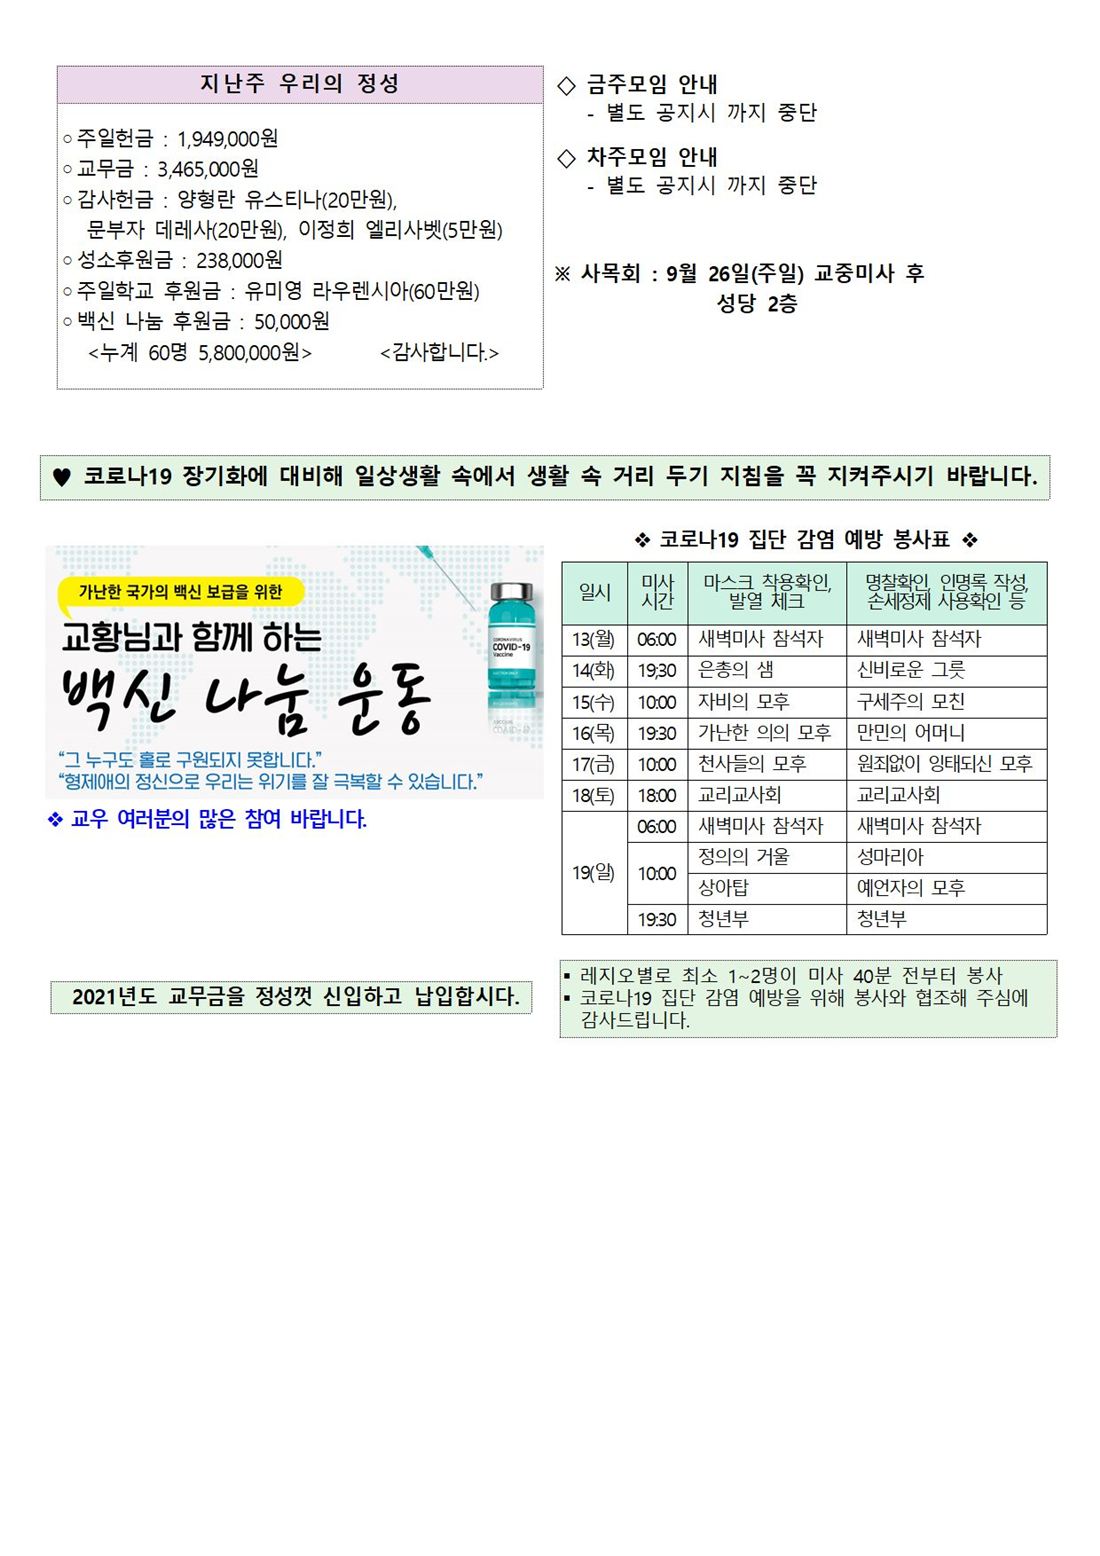 지난주 우리의 정성
○ 주일헌금 : 1,949,000원
○ 교무금 : 3,465,000원
○ 감사헌금 : 양형란 유스티나(20만원),
문부자 데레사(20만원), 이정희 엘리사벳(5만원)
○ 성소후원금 : 238,000원
○ 주일학교 후원금 : 유미영 라우렌시아(60만원)
○ 백신 나눔 후원금 : 50,000원
<누계 60명 5,800,000원> <감사합니다.>
◇ 금주모임 안내
- 별도 공지시 까지 중단
◇ 차주모임 안내
- 별도 공지시 까지 중단
※ 사목회 : 9월 26일(주일) 교중미사 후
성당 2층
♥ 코로나19 장기화에 대비해 일상생활 속에서 생활 속 거리 두기 지침을 꼭 지켜주시기 바랍니다.
가난한 국가의 백신 보급을 위한
교황님과 함께 하는
백신 나눔 운동
“그 누구도 홀로 구원되지 못합니다.”
“형제애의 정신으로 우리는 위기를 잘 극복할 수 있습니다.”
CORONAVIRUS
COVID-19
Vaccine
❖ 교우 여러분의 많은 참여 바랍니다.
2021년도 교무금을 정성껏 신입하고 납입합시다.
❖ 코로나19 집단 감염 예방 봉사표 ❖
일시 미사 시간 마스크 착용확인, 발열 체크 명찰확인, 인명록 작성, 손세정제 사용확인 등
13(월) 06:00 새벽미사 참석자 새벽미사 참석자
14(화) 19;30 은총의 샘 신비로운 그릇
15(수) 10:00 자비의 모후 구세주의 모친
16(목) 19:30 가난한 의의 모후 만민의 어머니
17(금) 10:00 천사들의 모후 원죄없이 잉태되신 모후
18(토) 18:00 교리교사회 교리교사회
19(일) 06:00 새벽미사 참석자 새벽미사 참석자
10:00 정의의 거울 성마리아
상아탑 예언자의 모후
19:30 청년부 청년부
▪ 레지오별로 최소 1~2명이 미사 40분 전부터 봉사
▪ 코로나19 집단 감염 예방을 위해 봉사와 협조해 주심에
감사드립니다.